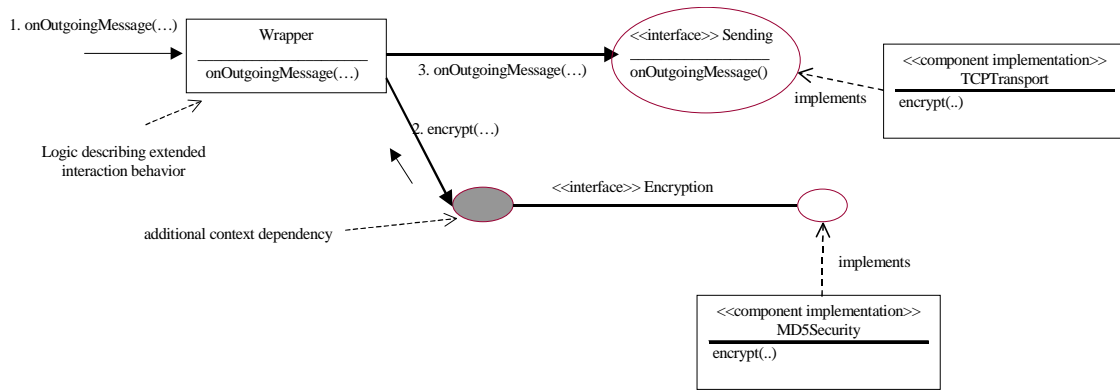 1. onOutgoingMessage(…)
Wrapper
onOutgoingMessage(…)
<<interface>> Sending
onOutgoingMessage()
3. onOutgoingMessage(…)
<<component implementation>>
TCPTransport
encrypt(..)
implements
2. encrypt(…)
Logic describing extended
interaction behavior
<<interface>> Encryption
additional context dependency
implements
<<component implementation>>
MD5Security
encrypt(..)